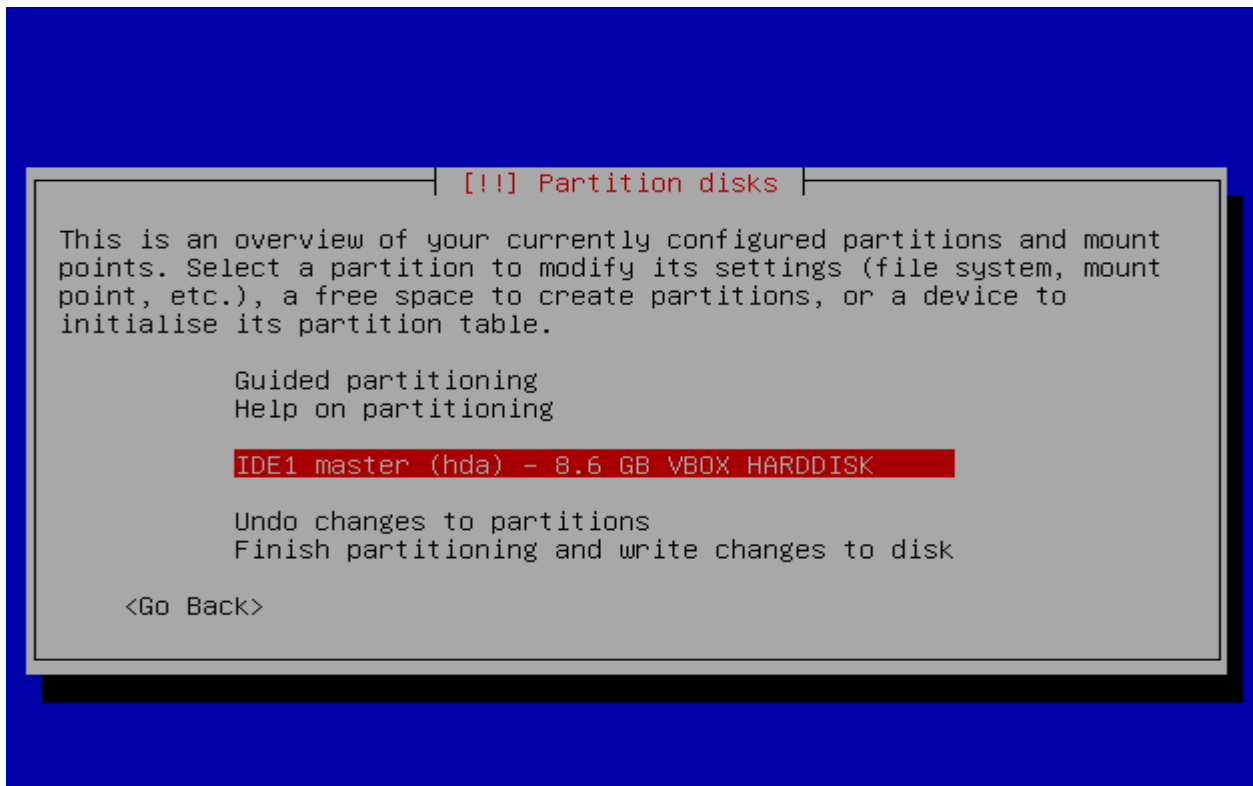 [!!] Partition disks
This is an overview of your currently configured partitions and mount
points. Select a partition to modify its settings (file system, mount
point, etc.), a free space to create partitions, or a device to
initialise its partition table.
Guided partitioning
Help on partitioning
IDE1 master (hda) – 8.6 GB VBOX HARDDISK
Undo changes to partitions
Finish partitioning and write changes to disk
<Go Back>